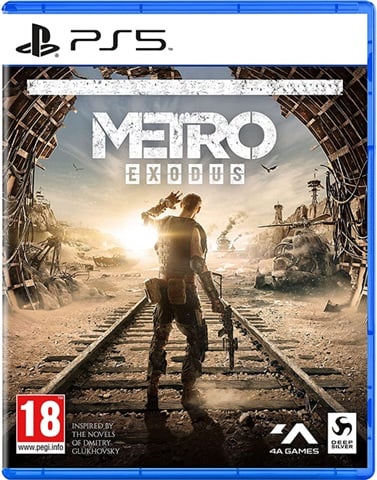 PS5
METRO
EXODUS
18
www.pegi.info
INSPIRED BY
THE NOVELS
OF DMITRY
GLUKHOVSKY
4A GAMES
DEEP
SILVER